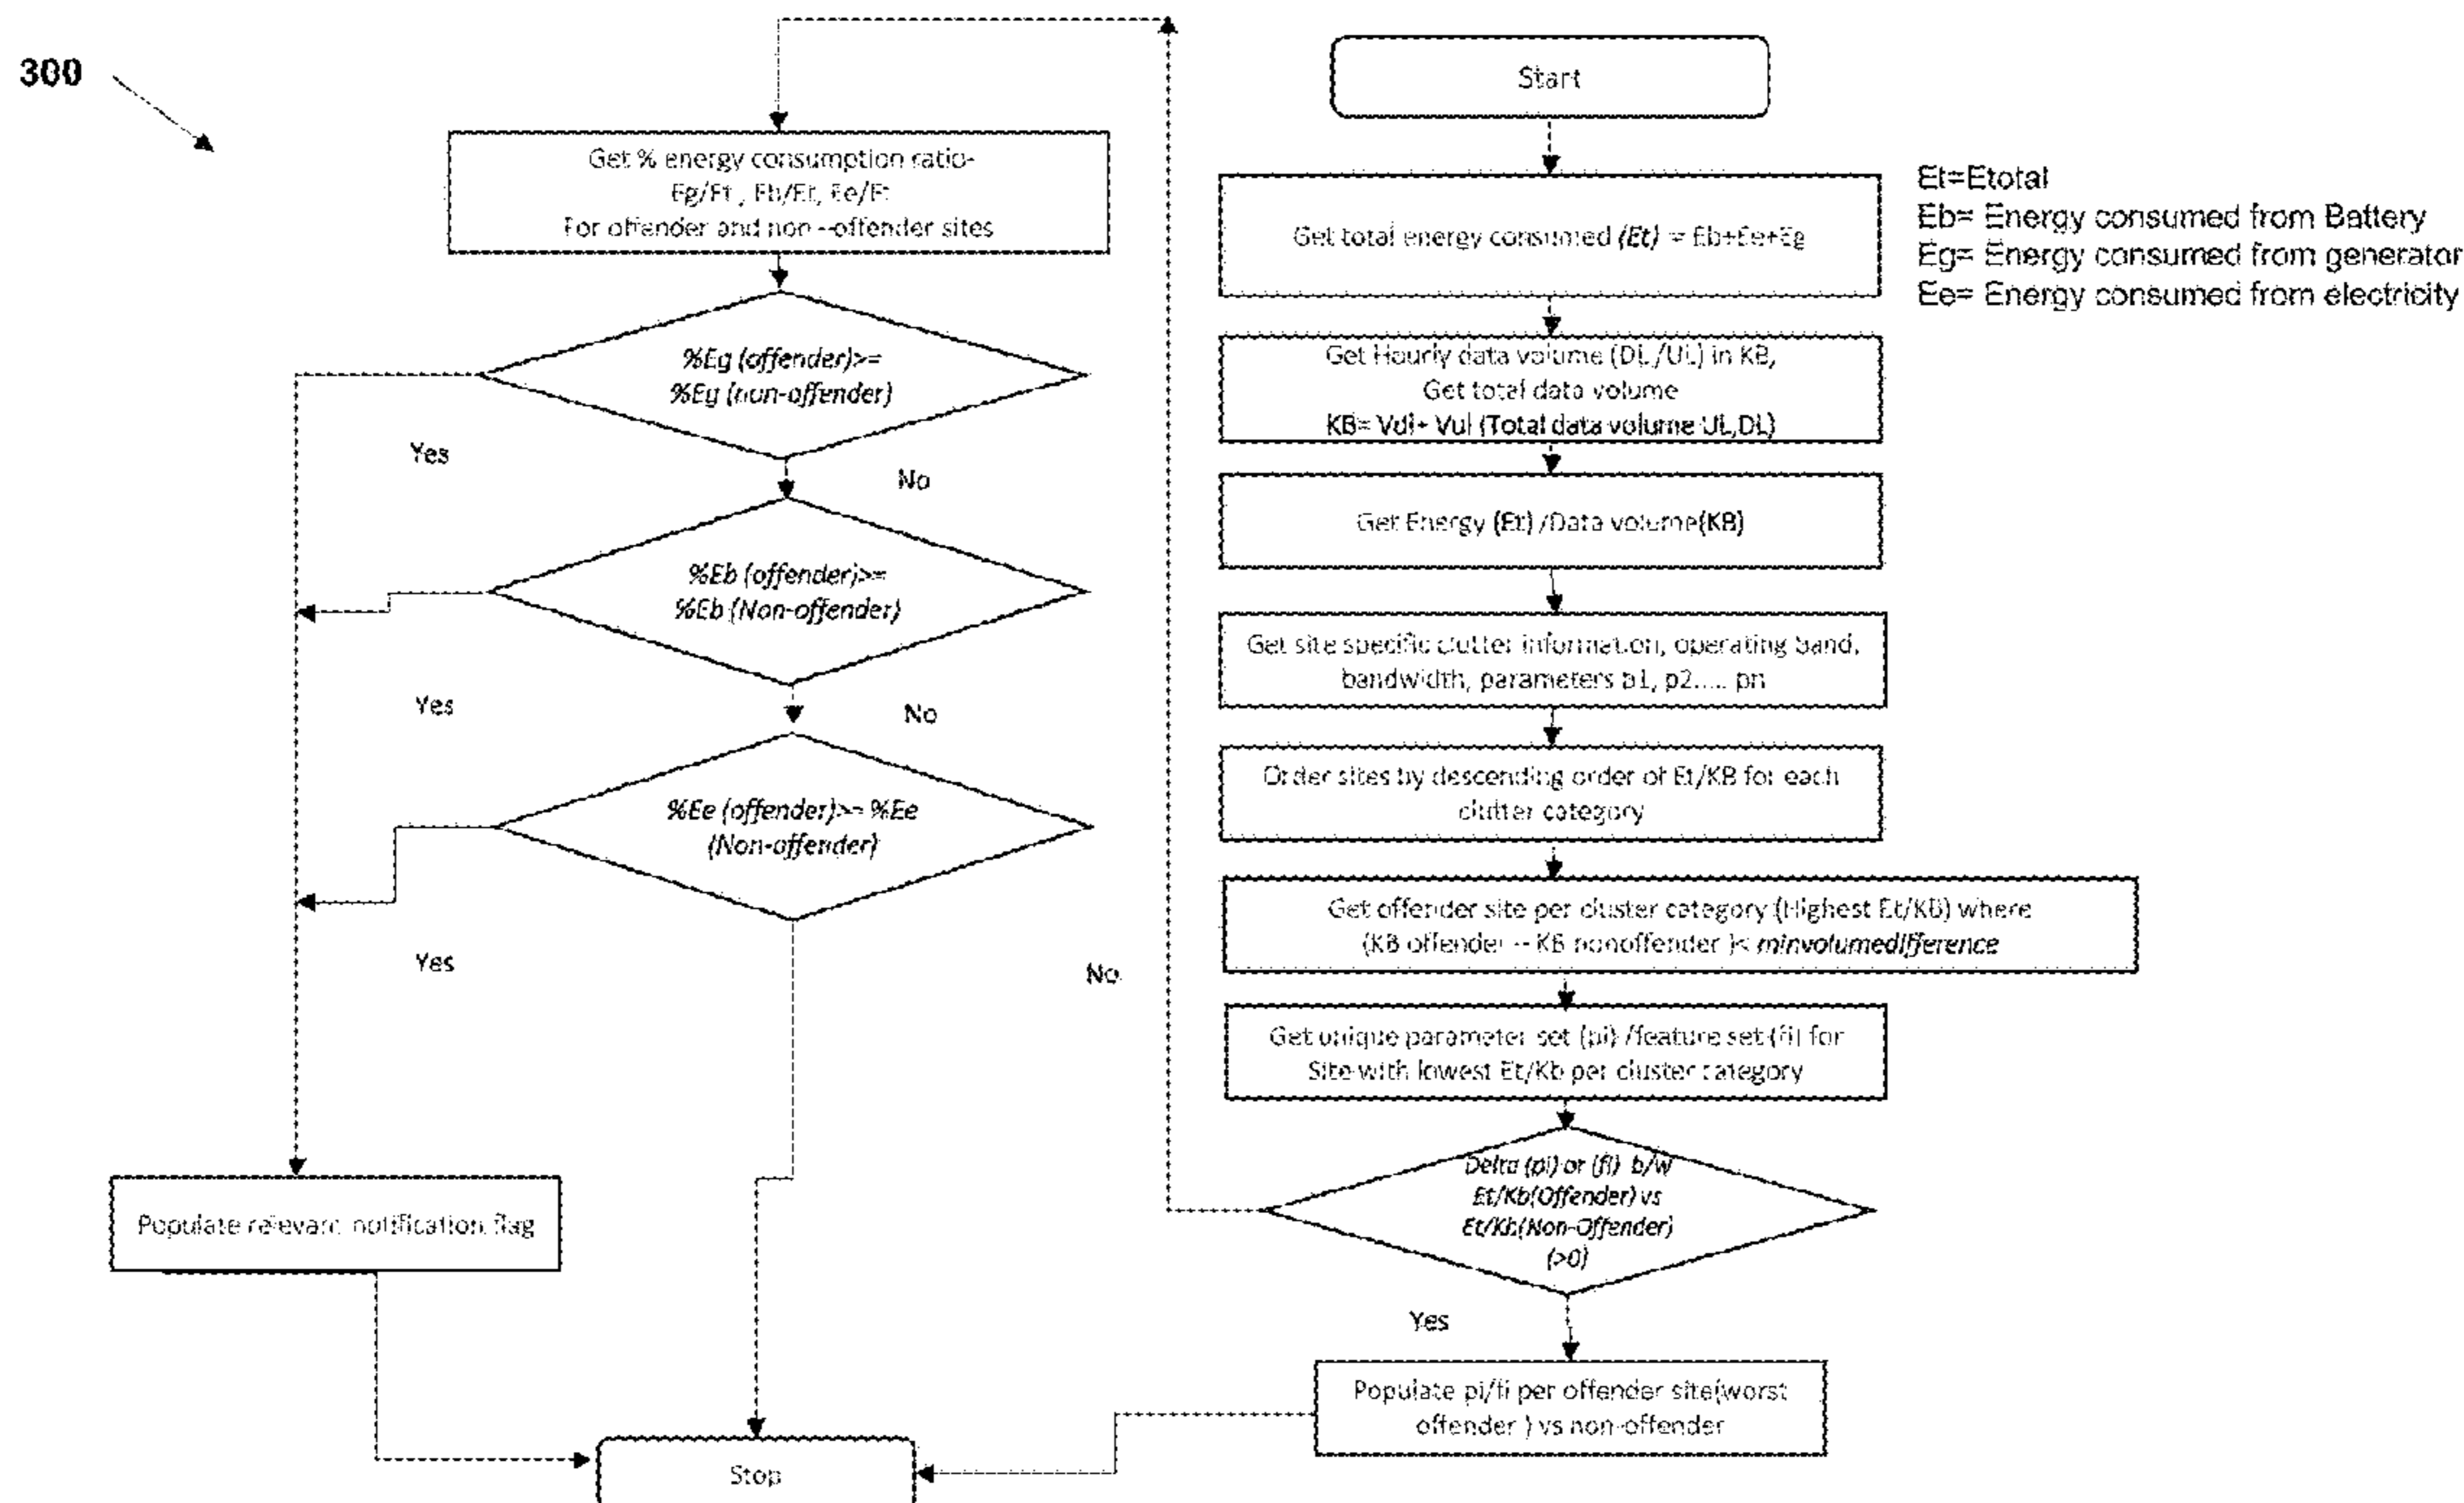 300
Start
Get total energy consumed (Et) = Eb+Ee+Eg
Et=Etotal
Eb= Energy consumed from Battery
Eg= Energy consumed from generator
Ee= Energy consumed from electricity
Get Hourly data volume (DL/UL) in KB,
Get total data volume
KB= Vdl+ Vul (Total data volume UL,DL)
Get Energy (Et) /Data volume(KB)
Get site specific clutter information, operating band,
bandwidth, parameters p1, p2..... pn
Order sites by descending order of Et/KB for each
clutter category
Get offender site per cluster category (Highest Et/KB) where
(KB offender -- KB nonoffender )< minvolumedifference
Get unique parameter set (pi) /feature set (fi) for
Site with lowest Et/Kb per cluster category
Delta (pi) or (fi) b/w
Et/Kb(Offender) vs
Et/Kb(Non-Offender)
(>0)
Yes
No
Populate pi/fi per offender site(worst
offender ) vs non-offender
Get % energy consumption ratio-
Eg/Et , Eb/Et, Ee/Et
For offender and non --offender sites
%Eg (offender)>=
%Eg (non-offender)
Yes
No
%Eb (offender)>=
%Eb (Non-offender)
Yes
No
%Ee (offender)>= %Ee
(Non-offender)
Yes
Populate relevant notification flag
Stop